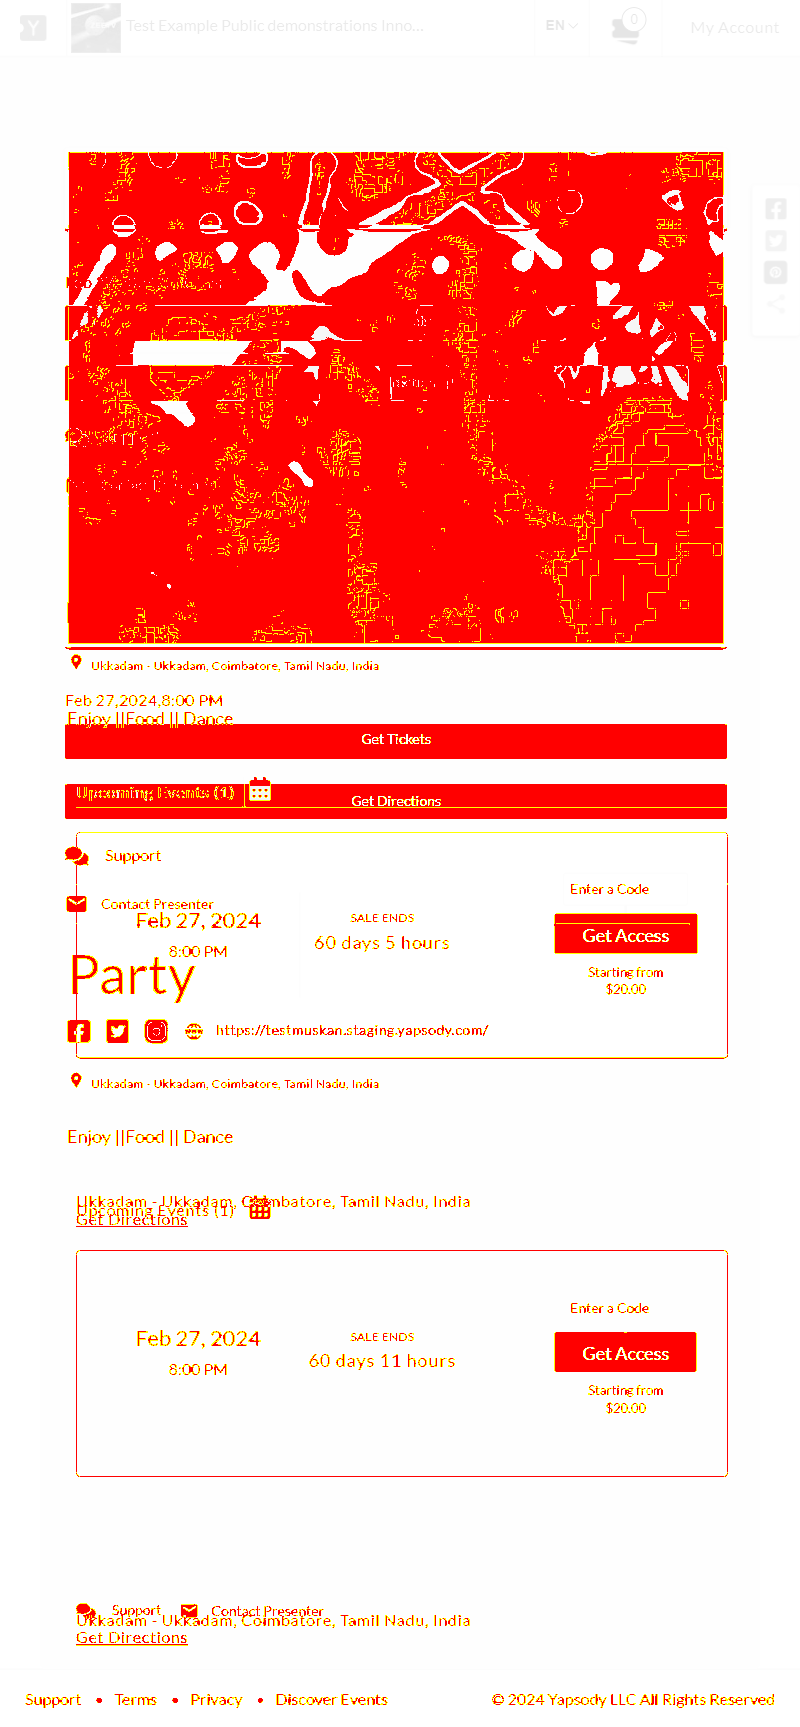 Test Example Public demonstrations Inno...
EN
0
My Account
Ukkadam - Ukkadam, Coimbatore, Tamil Nadu, India
Feb 27,2024,8:00 PM
Enjoy ||Food || Dance
Get Tickets
Upcoming Events (1)
Get Directions
Support
Enter a Code
Contact Presenter
Feb 27, 2024
SALE ENDS
Get Access
60 days 5 hours
8:00 PM
Party
Starting from
$20.00
https://testmuskan.staging.yapsody.com/
Ukkadam - Ukkadam, Coimbatore, Tamil Nadu, India
Enjoy ||Food || Dance
Ukkadam - Ukkadam, Coimbatore, Tamil Nadu, India
Upcoming Events (1)
Get Directions
Enter a Code
Feb 27, 2024
SALE ENDS
Get Access
60 days 11 hours
8:00 PM
Starting from
$20.00
Support
Contact Presenter
Ukkadam - Ukkadam, Coimbatore, Tamil Nadu, India
Get Directions
Support • Terms • Privacy • Discover Events
© 2024 Yapsody LLC All Rights Reserved